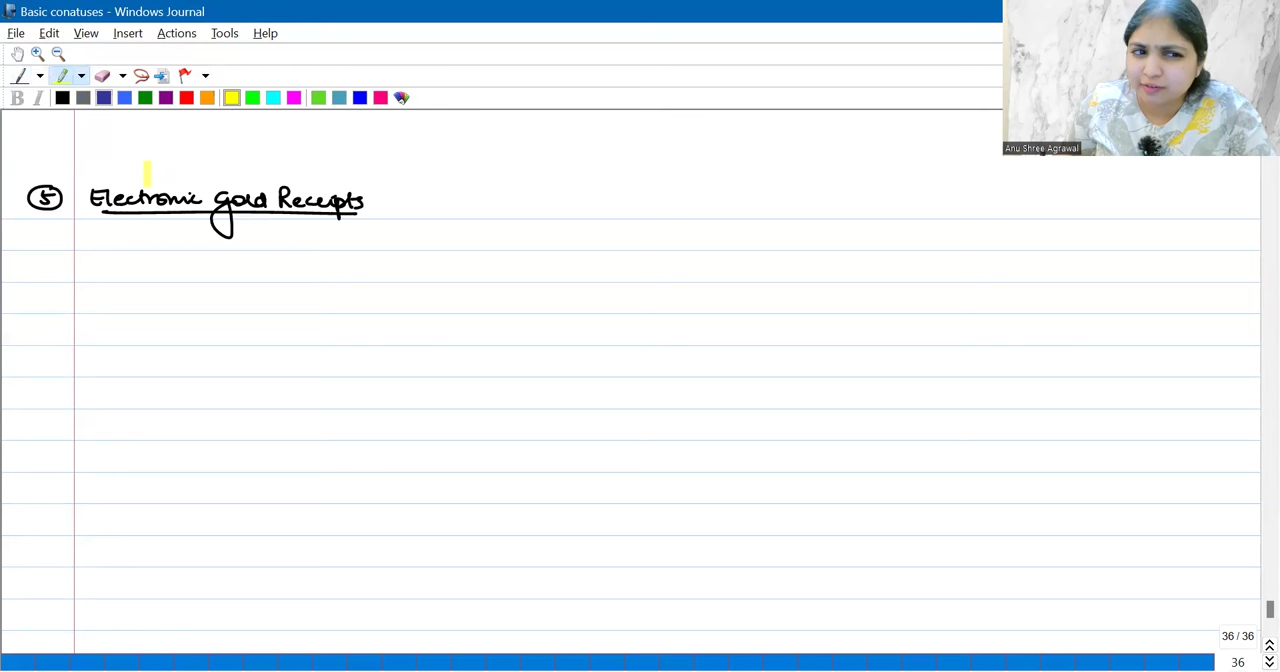 Basic conatuses - Windows Journal
File Edit View Insert Actions Tools Help
B I
Anu Shree Agrawal
5 Electronic Gold Receipts
36 / 36
36